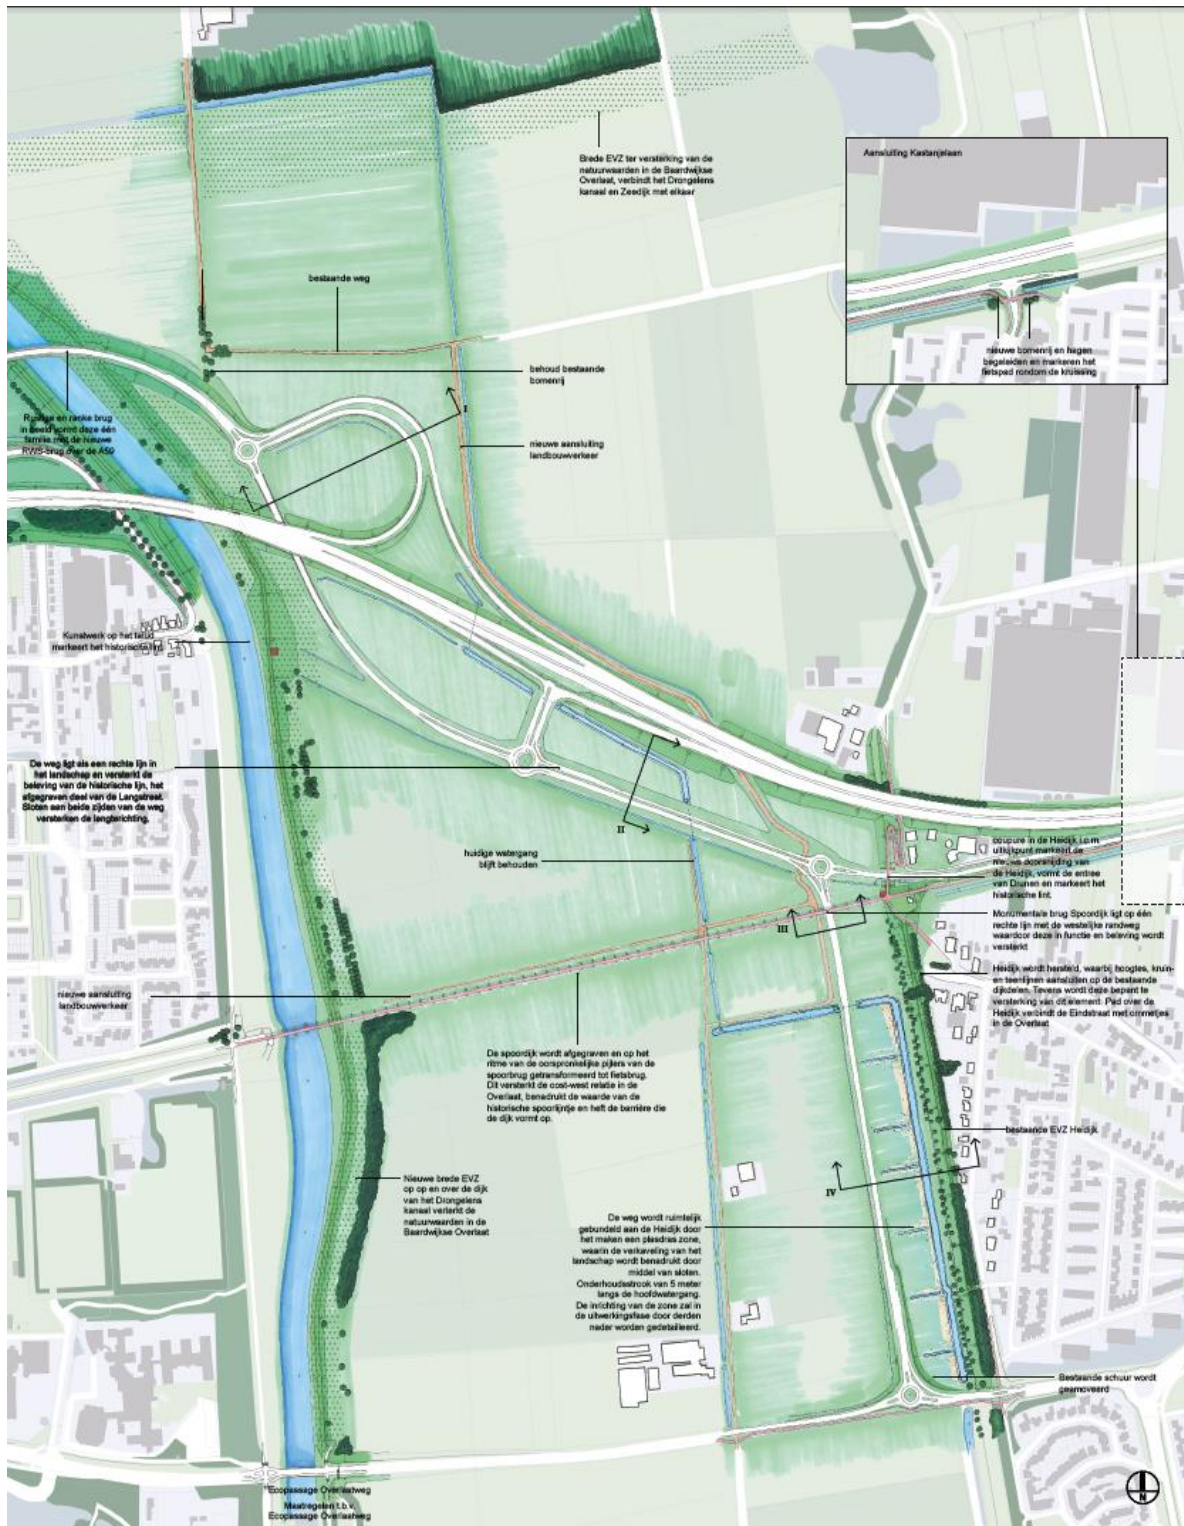 Brede EVZ ter versterking van de
natuurwaarden in de Baardwijkse
Overlaat, verbindt het Drongelens
kanaal en Zeedijk met elkaar
Aansluiting Kastanjelaan
nieuwe bomenrij en hagen
begeleiden en markeren het
fietspad rondom de kruising
bestaande weg
behoud bestaande
bomenrij
I
nieuwe aansluiting
landbouwverkeer
en ranke brug
in beeld vormt deze één
familie met de nieuwe
RWS-brug over de A59
Kunstwerk op het talud
markeert het historische lint
De weg ligt als een rechte lijn in
het landschap en versterkt de
beleving van de historische lijn, het
afgegraven deel van de Langstraat.
Sloten aan beide zijden van de weg
versterken de lengterichting.
II
huidige watergang
blijft behouden
coupure in de Heidijk i.c.m.
uitkijkpunt markeert de
nieuwe doorsnijding van
de Heidijk, vormt de entree
van Drunen en markeert het
historische lint.
III
Monumentale brug Spoordijk ligt op één
rechte lijn met de westelijke randweg
waardoor deze in functie en beleving wordt
versterkt
Heidijk wordt hersteld, waarbij hoogtes, kruin-
en teenlijnen aansluiten op de bestaande
dijkdelen. Tevens wordt deze beplant te
versterking van dit element. Pad over de
Heidijk verbindt de Eindstraat met ommetjes
in de Overlaat
nieuwe aansluiting
landbouwverkeer
De spoordijk wordt afgegraven en op het
ritme van de oorspronkelijke pijlers van de
spoorbrug getransformeerd tot fietsbrug.
Dit versterkt de oost-west relatie in de
Overlaat, benadrukt de waarde van de
historische spoorlijntje en heft de barrière die
de dijk vormt op.
bestaande EVZ Heidijk
Nieuwe brede EVZ
op op en over de dijk
van het Drongelens
kanaal verterkt de
natuurwaarden in de
Baardwijkse Overlaat
IV
De weg wordt ruimtelijk
gebundeld aan de Heidijk door
het maken een plasdras zone,
waarin de verkaveling van het
landschap wordt benadrukt door
middel van sloten.
Onderhoudsstrook van 5 meter
langs de hoofdwatergang.
De inrichting van de zone zal in
de uitwerkingsfase door derden
nader worden gedetailleerd.
Bestaande schuur wordt
geamoveerd
Ecopassage Overlaatweg
Maatregelen t.b.v.
Ecopassage Overlaatweg
N